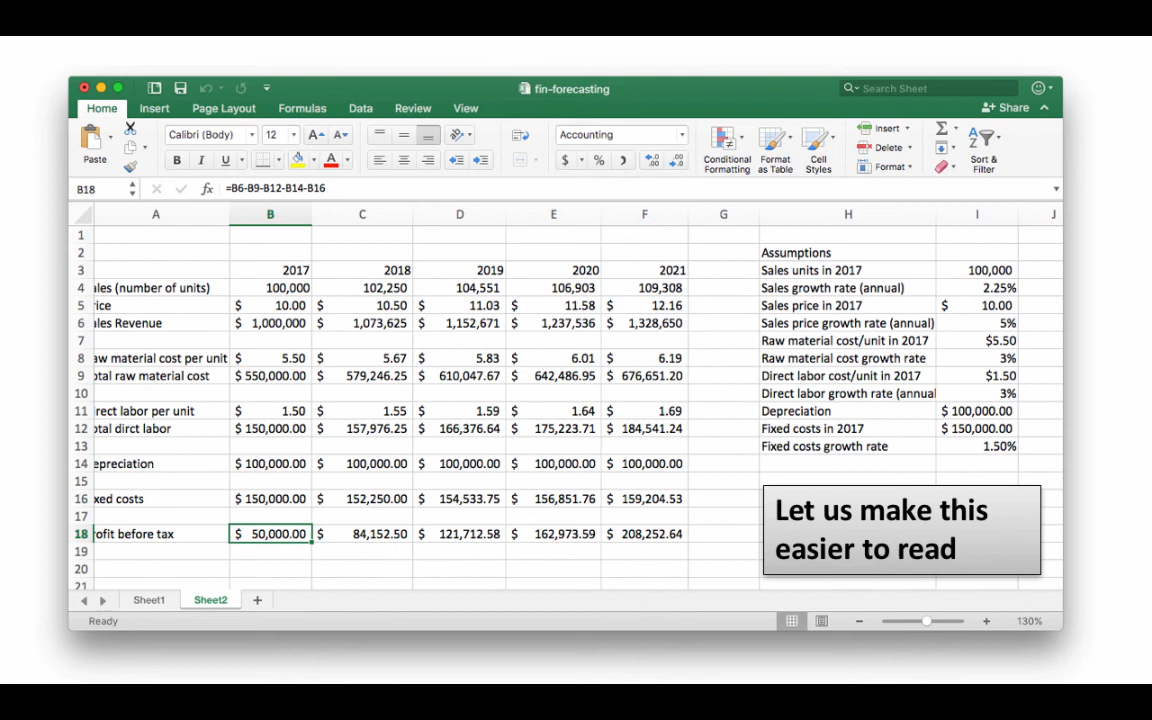 fin-forecasting
Search Sheet
Home Insert Page Layout Formulas Data Review View
Share
Paste
Calibri (Body) 12
Accounting
Conditional Formatting
Format as Table
Cell Styles
Insert
Delete
Format
Sort & Filter
B18 fx =B6-B9-B12-B14-B16
A B C D E F G H I J
1
2 Assumptions
3 2017 2018 2019 2020 2021 Sales units in 2017 100,000
4 ales (number of units) 100,000 102,250 104,551 106,903 109,308 Sales growth rate (annual) 2.25%
5 rice $ 10.00 $ 10.50 $ 11.03 $ 11.58 $ 12.16 Sales price in 2017 $ 10.00
6 ales Revenue $ 1,000,000 $ 1,073,625 $ 1,152,671 $ 1,237,536 $ 1,328,650 Sales price growth rate (annual) 5%
7 Raw material cost/unit in 2017 $5.50
8 aw material cost per unit $ 5.50 $ 5.67 $ 5.83 $ 6.01 $ 6.19 Raw material cost growth rate 3%
9 otal raw material cost $ 550,000.00 $ 579,246.25 $ 610,047.67 $ 642,486.95 $ 676,651.20 Direct labor cost/unit in 2017 $1.50
10 Direct labor growth rate (annual 3%
11 rect labor per unit $ 1.50 $ 1.55 $ 1.59 $ 1.64 $ 1.69 Depreciation $ 100,000.00
12 otal dirct labor $ 150,000.00 $ 157,976.25 $ 166,376.64 $ 175,223.71 $ 184,541.24 Fixed costs in 2017 $ 150,000.00
13 Fixed costs growth rate 1.50%
14 epreciation $ 100,000.00 $ 100,000.00 $ 100,000.00 $ 100,000.00 $ 100,000.00
15
16 xed costs $ 150,000.00 $ 152,250.00 $ 154,533.75 $ 156,851.76 $ 159,204.53
17
18 rofit before tax $ 50,000.00 $ 84,152.50 $ 121,712.58 $ 162,973.59 $ 208,252.64
19
20
21
Let us make this
easier to read
Sheet1 Sheet2 +
Ready 130%